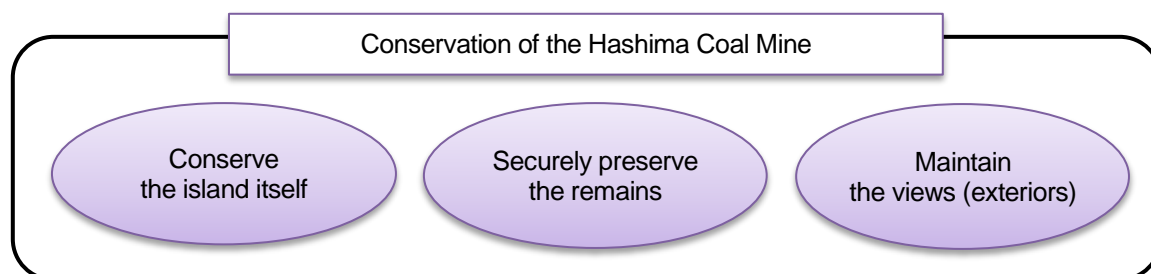 Conservation of the Hashima Coal Mine
Conserve
the island itself
Securely preserve
the remains
Maintain
the views (exteriors)